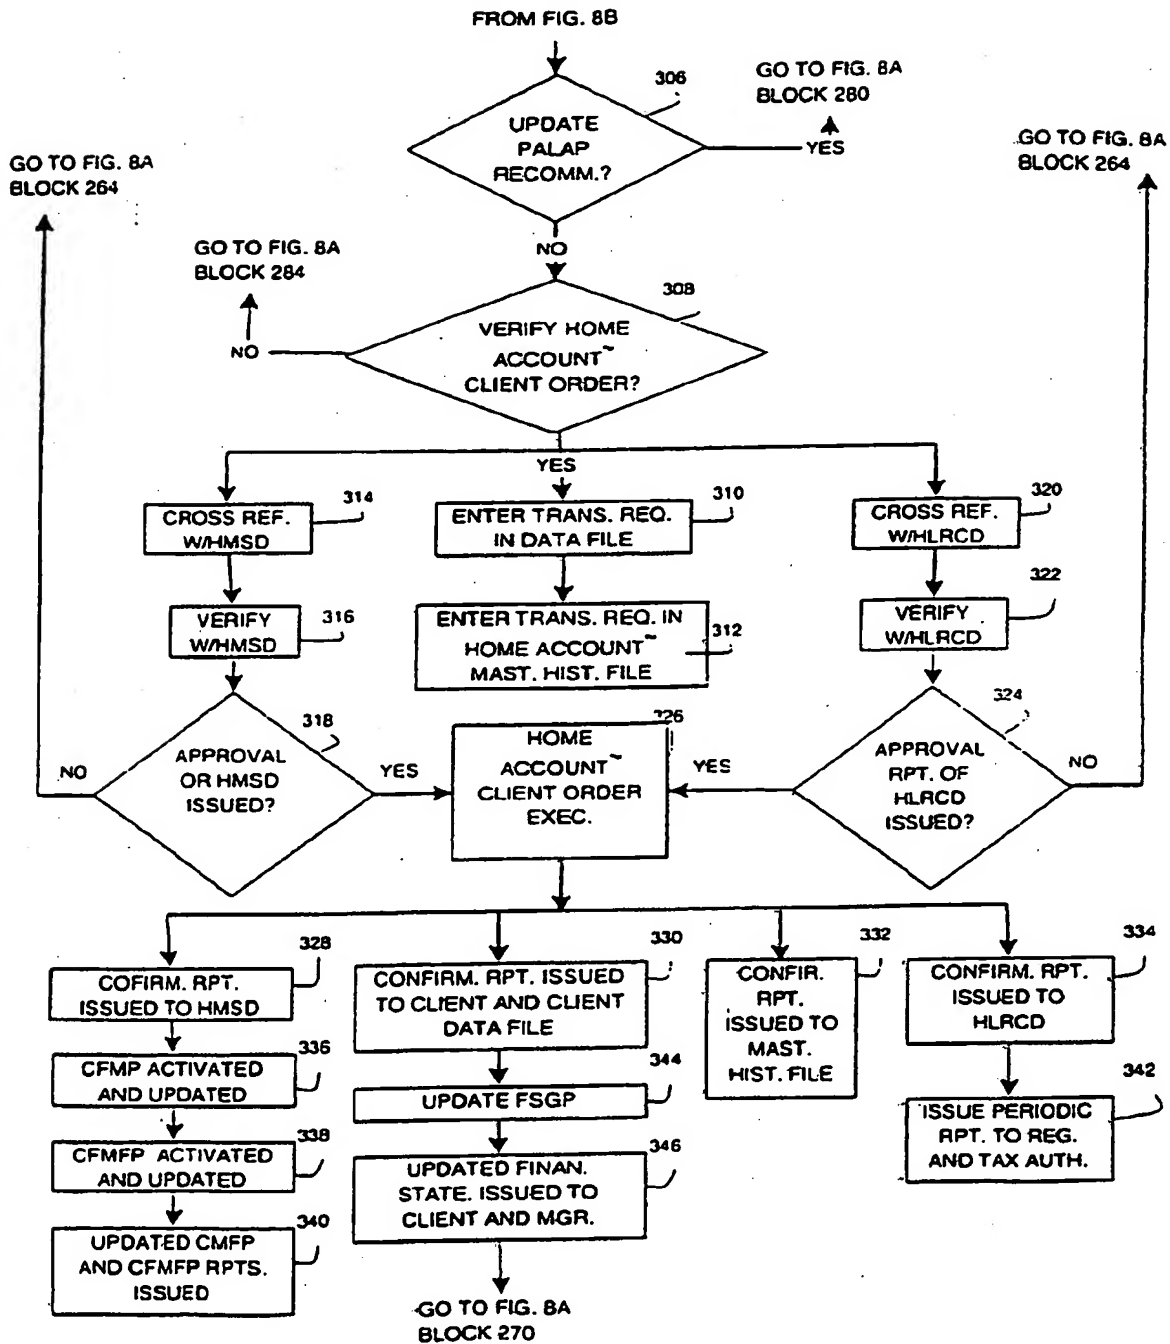 FROM FIG. 8B
306
GO TO FIG. 8A
BLOCK 280
UPDATE
PALAP
RECOMM.?
YES
GO TO FIG. 8A
BLOCK 264
GO TO FIG. 8A
BLOCK 264
NO
GO TO FIG. 8A
BLOCK 284
308
VERIFY HOME
ACCOUNT~
CLIENT ORDER?
NO
YES
314
CROSS REF.
W/HMSD
310
ENTER TRANS. REQ.
IN DATA FILE
320
CROSS REF.
W/HLRCD
316
VERIFY
W/HMSD
312
ENTER TRANS. REQ. IN
HOME ACCOUNT~
MAST. HIST. FILE
322
VERIFY
W/HLRCD
318
APPROVAL
OR HMSD
ISSUED?
NO
YES
326
HOME
ACCOUNT~
CLIENT ORDER
EXEC.
324
APPROVAL
RPT. OF
HLRCD
ISSUED?
YES
NO
328
COFIRM. RPT.
ISSUED TO HMSD
330
CONFIRM. RPT. ISSUED
TO CLIENT AND CLIENT
DATA FILE
332
CONFIR.
RPT.
ISSUED TO
MAST.
HIST. FILE
334
CONFIRM. RPT.
ISSUED TO
HLRCD
336
CFMP ACTIVATED
AND UPDATED
344
UPDATE FSGP
342
ISSUE PERIODIC
RPT. TO REG.
AND TAX AUTH.
338
CFMFP ACTIVATED
AND UPDATED
346
UPDATED FINAN.
STATE. ISSUED TO
CLIENT AND MGR.
340
UPDATED CMFP
AND CFMFP RPTS.
ISSUED
GO TO FIG. 8A
BLOCK 270